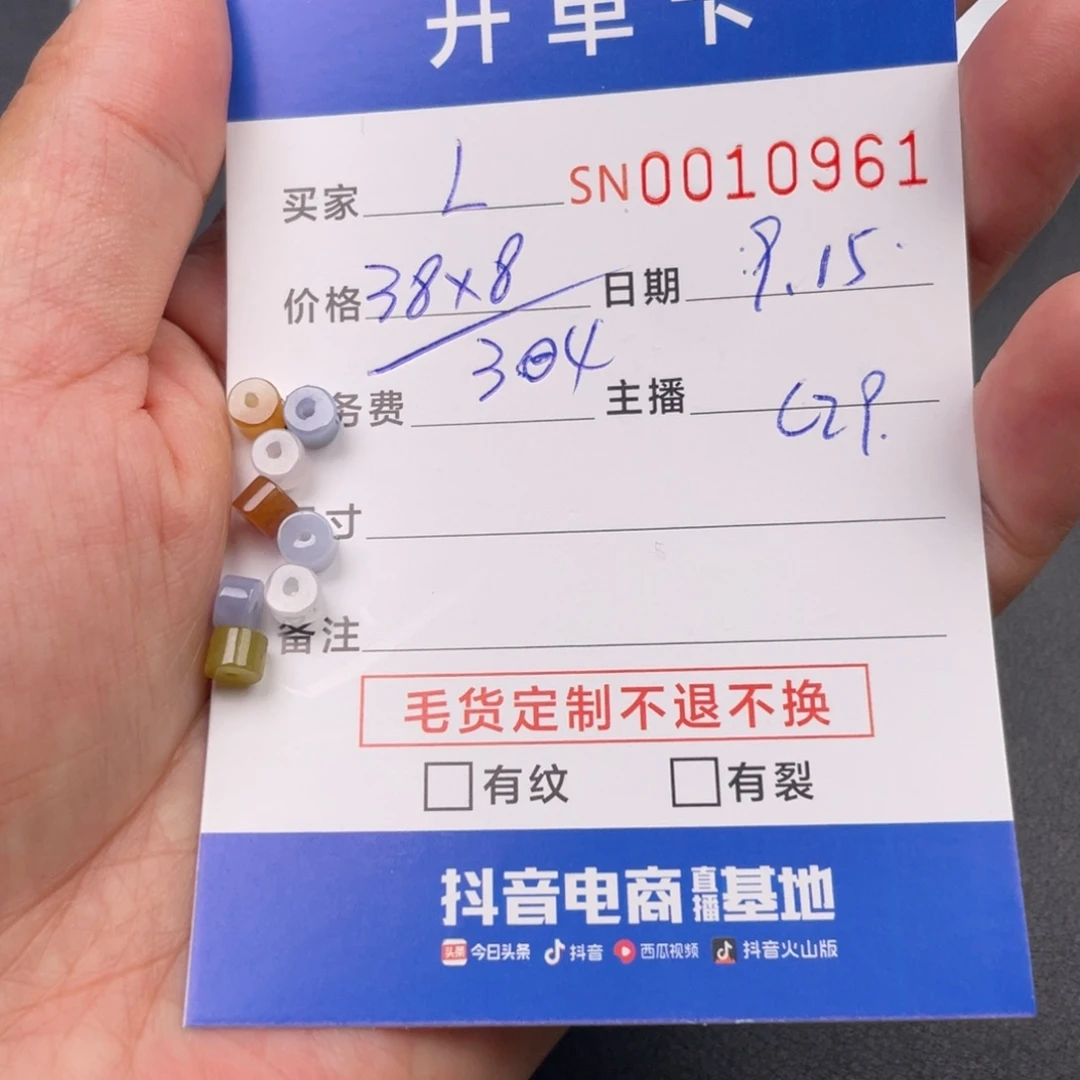 开单卡
买家 L SN0010961
价格 38×8 日期 9.15
304
务费 主播 CZP.
寸
备注
毛货定制不退不换
有纹 有裂
抖音电商直播基地
头条 今日头条 抖音 西瓜视频 抖音火山版